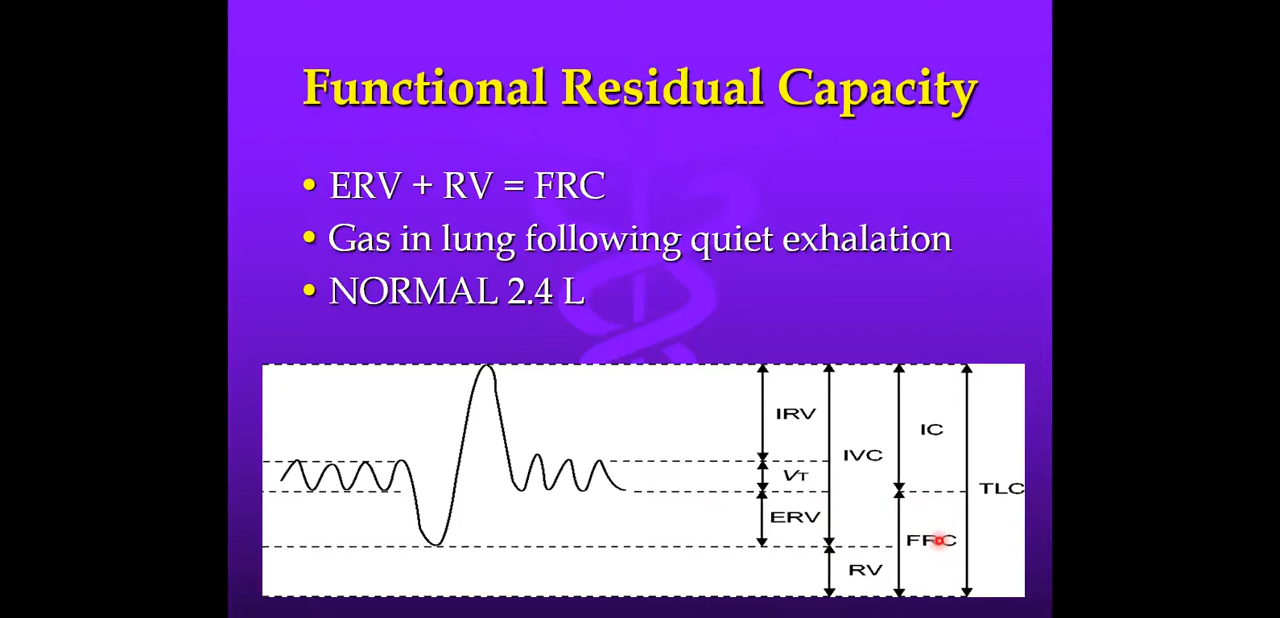 Functional Residual Capacity
• ERV + RV = FRC
• Gas in lung following quiet exhalation
• NORMAL 2.4 L
IRV
IC
IVC
VT
TLC
ERV
FRC
RV